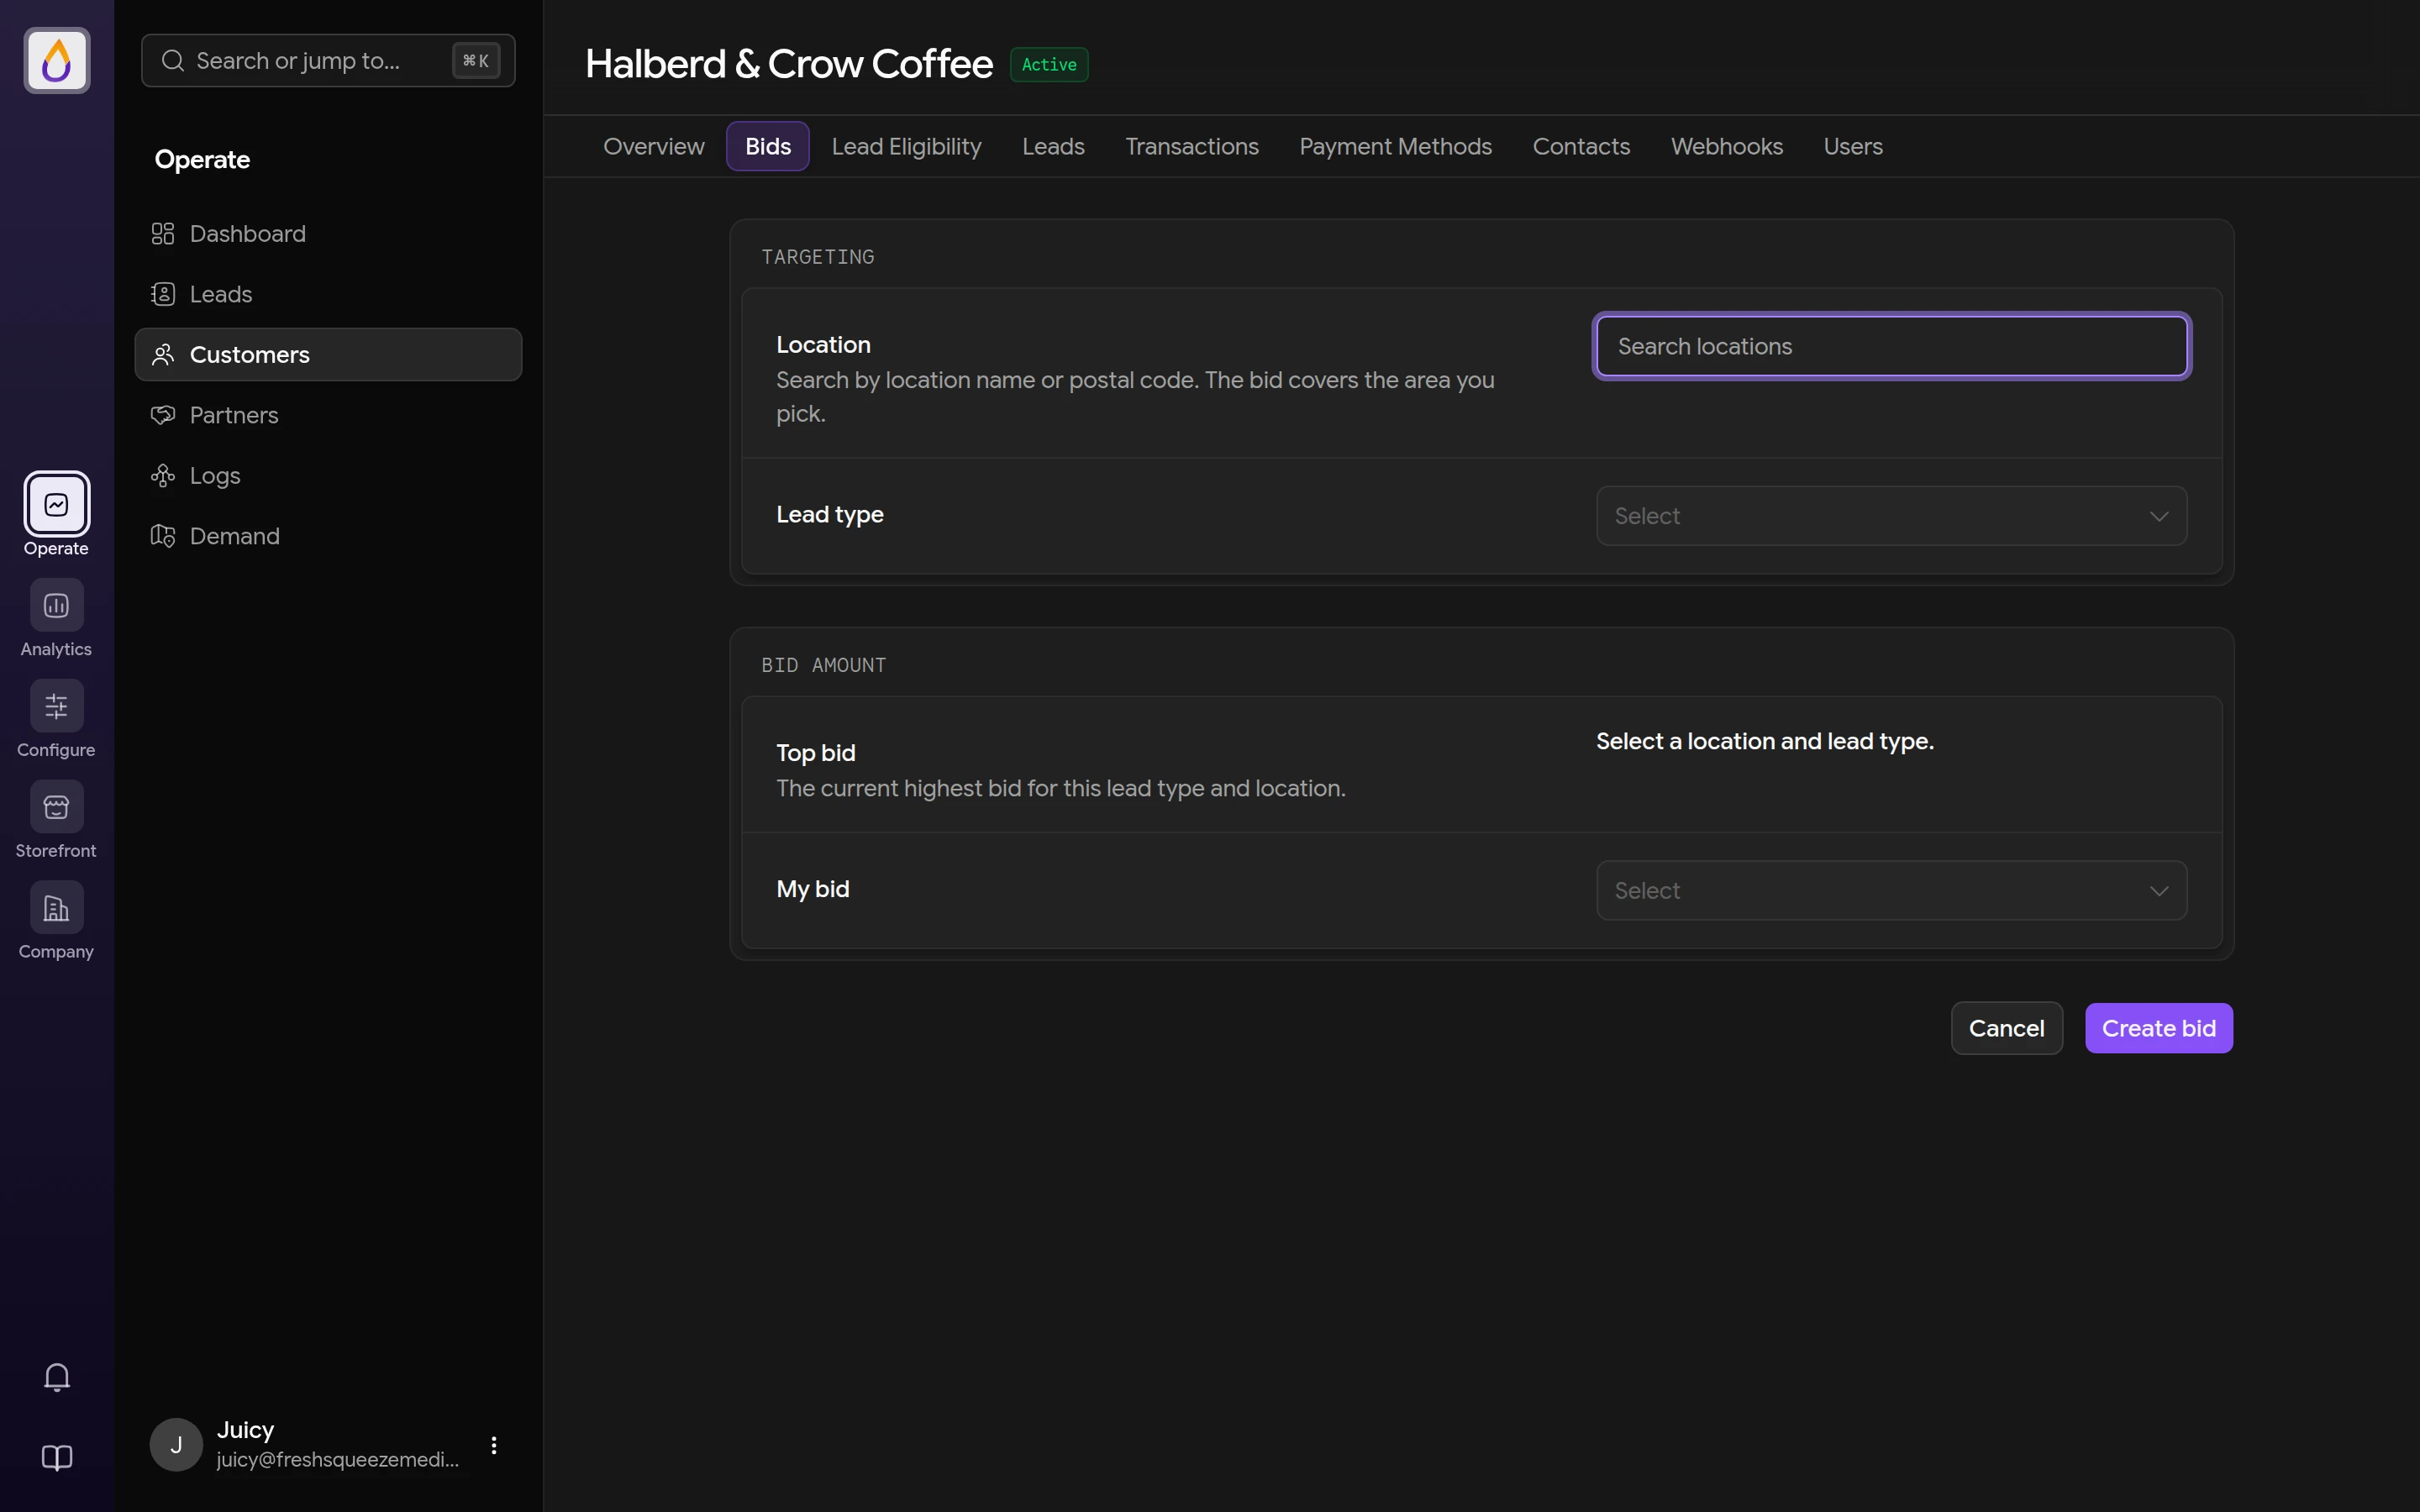 Search or jump to...
⌘K
Operate
Dashboard
Leads
Customers
Partners
Logs
Demand
Operate
Analytics
Configure
Storefront
Company
J
Juicy
juicy@freshsqueezemedi...
Halberd & Crow Coffee
Active
Overview
Bids
Lead Eligibility
Leads
Transactions
Payment Methods
Contacts
Webhooks
Users
TARGETING
Location
Search by location name or postal code. The bid covers the area you
pick.
Search locations
Lead type
Select
BID AMOUNT
Top bid
The current highest bid for this lead type and location.
Select a location and lead type.
My bid
Select
Cancel
Create bid